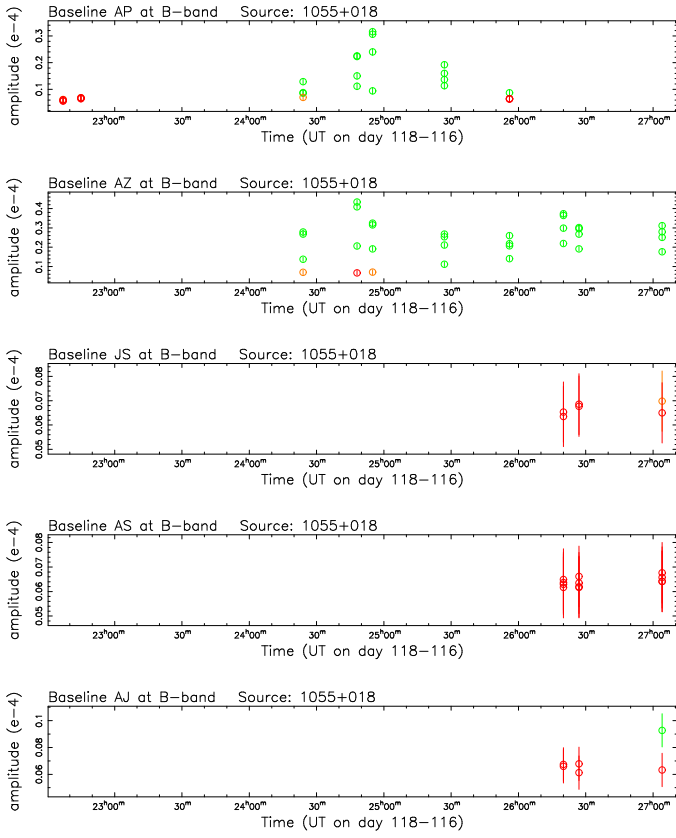 Baseline AP at B-band Source: 1055+018
amplitude (e-4)
0.1 0.2 0.3
23h00m 30m 24h00m 30m 25h00m 30m 26h00m 30m 27h00m
Time (UT on day 118-116)
Baseline AZ at B-band Source: 1055+018
amplitude (e-4)
0.1 0.2 0.3 0.4
23h00m 30m 24h00m 30m 25h00m 30m 26h00m 30m 27h00m
Time (UT on day 118-116)
Baseline JS at B-band Source: 1055+018
amplitude (e-4)
0.05 0.06 0.07 0.08
23h00m 30m 24h00m 30m 25h00m 30m 26h00m 30m 27h00m
Time (UT on day 118-116)
Baseline AS at B-band Source: 1055+018
amplitude (e-4)
0.05 0.06 0.07 0.08
23h00m 30m 24h00m 30m 25h00m 30m 26h00m 30m 27h00m
Time (UT on day 118-116)
Baseline AJ at B-band Source: 1055+018
amplitude (e-4)
0.06 0.08 0.1
23h00m 30m 24h00m 30m 25h00m 30m 26h00m 30m 27h00m
Time (UT on day 118-116)